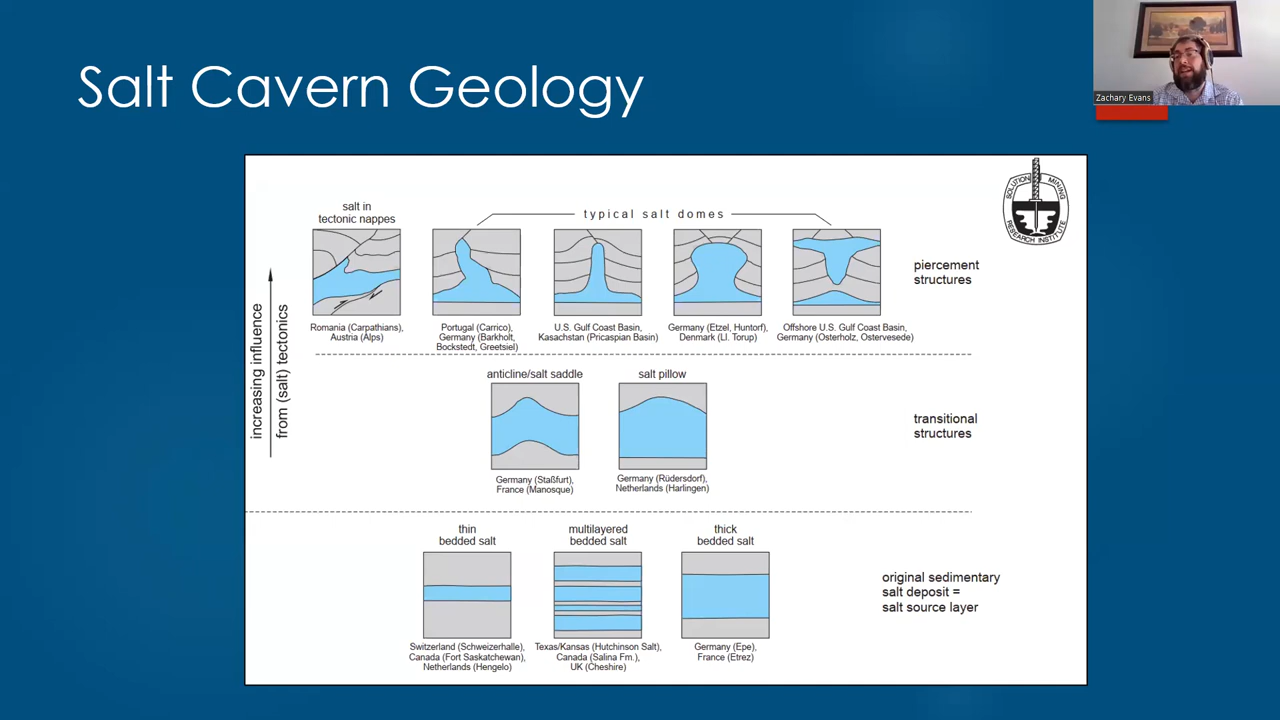 Salt Cavern Geology
Zachary Evans
SOLUTION MINING
RESEARCH INSTITUTE
salt in
tectonic nappes
typical salt domes
piercement
structures
Romania (Carpathians),
Austria (Alps)
Portugal (Carrico),
Germany (Barkholt,
Bockstedt, Greetsiel)
U.S. Gulf Coast Basin,
Kasachstan (Pricaspian Basin)
Germany (Etzel, Huntorf),
Denmark (Ll. Torup)
Offshore U.S. Gulf Coast Basin,
Germany (Osterholz, Ostervesede)
increasing influence
from (salt) tectonics
anticline/salt saddle
salt pillow
transitional
structures
Germany (Staßfurt),
France (Manosque)
Germany (Rüdersdorf),
Netherlands (Harlingen)
thin
bedded salt
multilayered
bedded salt
thick
bedded salt
original sedimentary
salt deposit =
salt source layer
Switzerland (Schweizerhalle),
Canada (Fort Saskatchewan),
Netherlands (Hengelo)
Texas/Kansas (Hutchinson Salt),
Canada (Salina Fm.),
UK (Cheshire)
Germany (Epe),
France (Etrez)